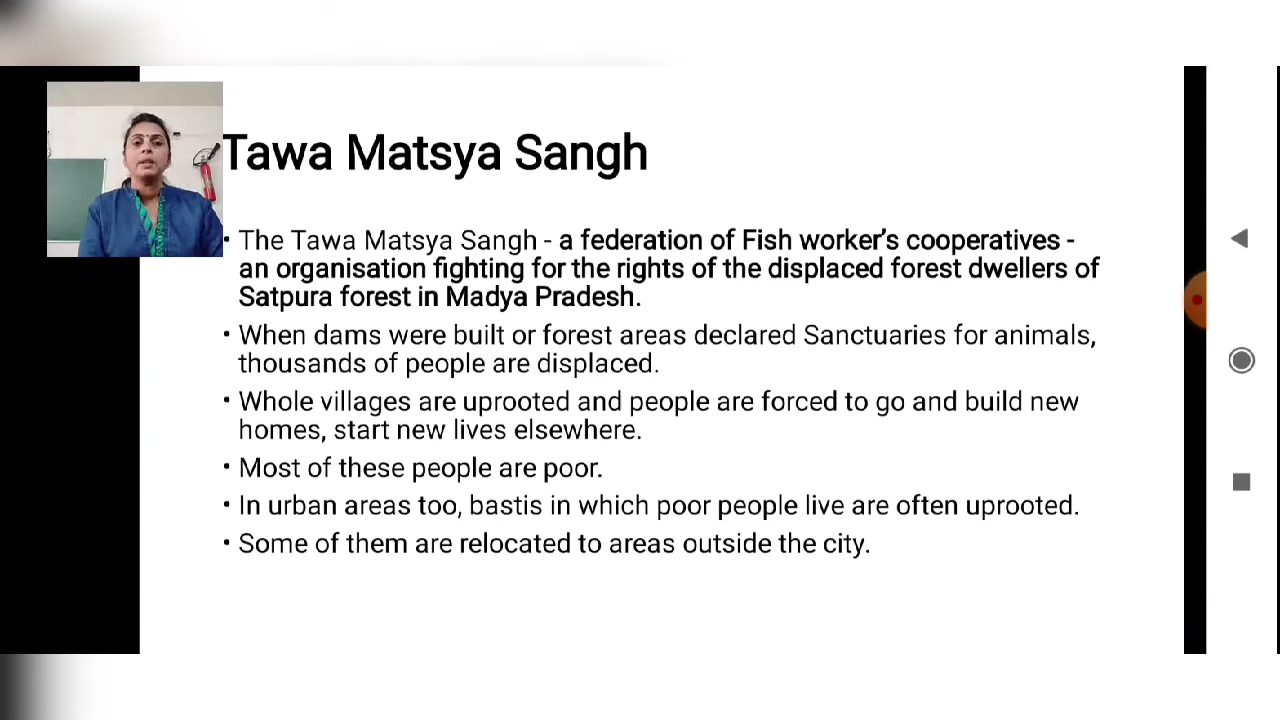 Tawa Matsya Sangh
• The Tawa Matsya Sangh - a federation of Fish worker's cooperatives -
an organisation fighting for the rights of the displaced forest dwellers of
Satpura forest in Madya Pradesh.
• When dams were built or forest areas declared Sanctuaries for animals,
thousands of people are displaced.
• Whole villages are uprooted and people are forced to go and build new
homes, start new lives elsewhere.
• Most of these people are poor.
• In urban areas too, bastis in which poor people live are often uprooted.
• Some of them are relocated to areas outside the city.